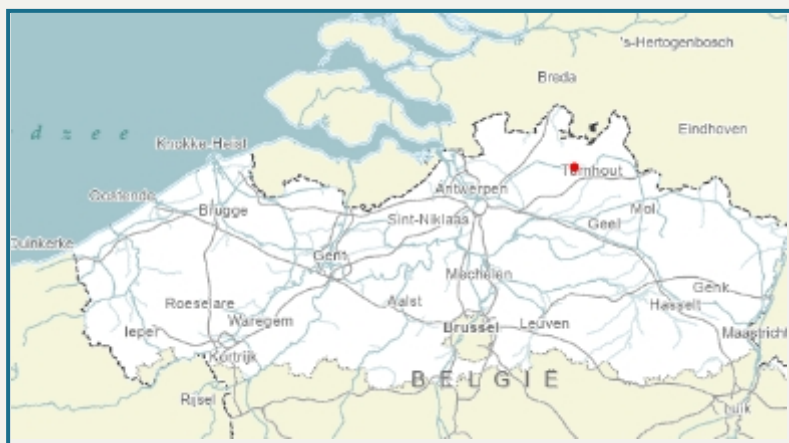 's-Hertogenbosch
Breda
Eindhoven
d z e e
Knokke-Heist
Turnhout
Oostende
Antwerpen
Brugge
Sint-Niklaas
Mol
Geel
Duinkerke
Gent
Mechelen
Genk
Roeselare
Aalst
Hasselt
Waregem
Brussel
Leuven
Ieper
Maastricht
Kortrijk
BELGIË
Rijsel
Luik